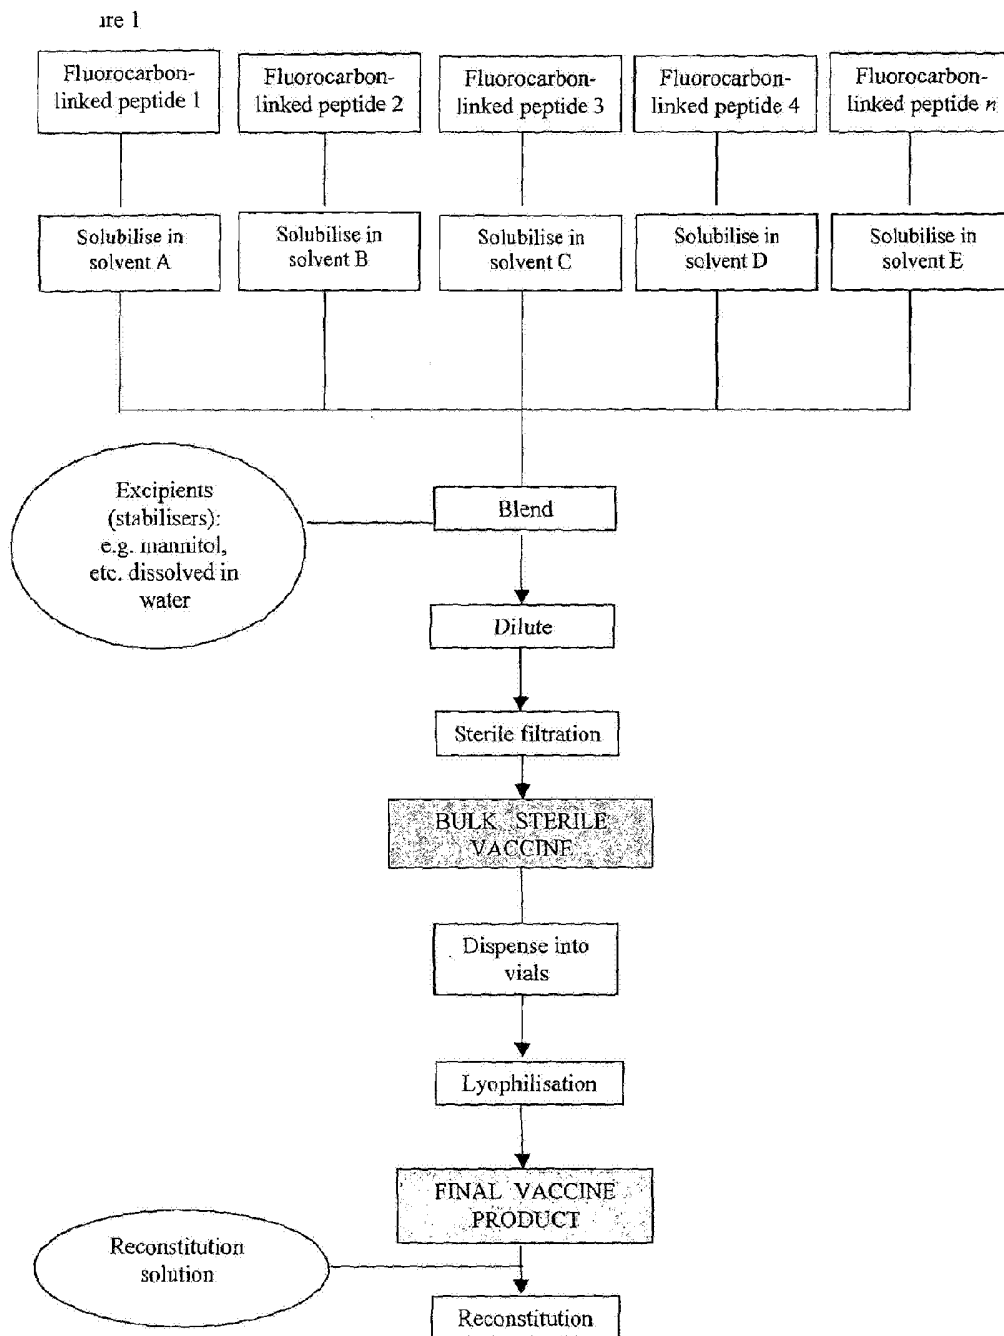 ire 1
Fluorocarbon-
linked peptide 1
Fluorocarbon-
linked peptide 2
Fluorocarbon-
linked peptide 3
Fluorocarbon-
linked peptide 4
Fluorocarbon-
linked peptide n
Solubilise in
solvent A
Solubilise in
solvent B
Solubilise in
solvent C
Solubilise in
solvent D
Solubilise in
solvent E
Excipients
(stabilisers):
e.g. mannitol,
etc. dissolved in
water
Blend
Dilute
Sterile filtration
BULK STERILE
VACCINE
Dispense into
vials
Lyophilisation
FINAL VACCINE
PRODUCT
Reconstitution
solution
Reconstitution